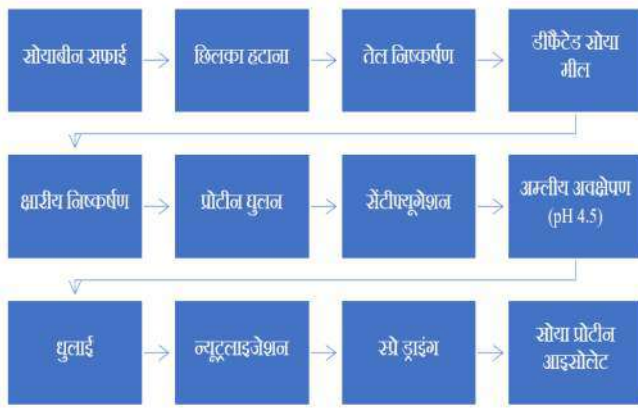 सोयाबीन सफाई
छिलका हटाना
तेल निष्कर्षण
डीफैटेड सोया
मील
क्षारीय निष्कर्षण
प्रोटीन घुलन
सेंटीफ्यूगेशन
अम्लीय अवक्षेपण
(pH 4.5)
धुलाई
न्यूट्रलाइजेशन
स्प्रे ड्राइंग
सोया प्रोटीन
आइसोलेट